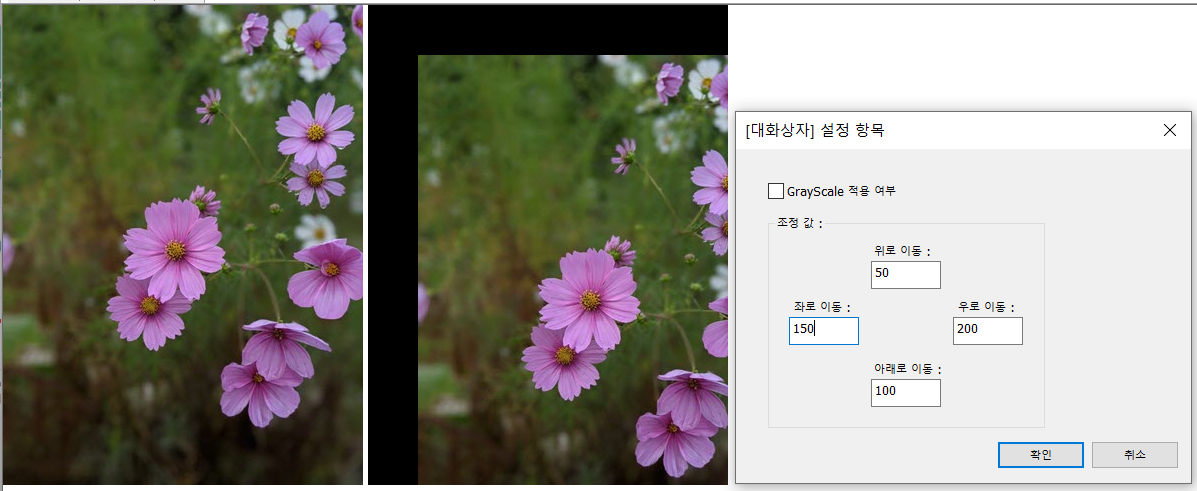 [대화상자] 설정 항목
GrayScale 적용 여부
조정 값 :
위로 이동 :
50
좌로 이동 :
우로 이동 :
150
200
아래로 이동 :
100
확인
취소